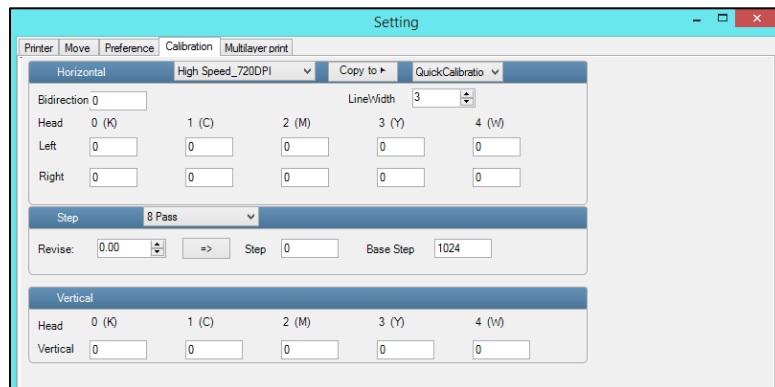 Setting
Printer Move Preference Calibration Multilayer print
Horizontal High Speed_720DPI Copy to QuickCalibratio
Bidirection 0 LineWidth 3
Head 0 (K) 1 (C) 2 (M) 3 (Y) 4 (W)
Left 0 0 0 0 0
Right 0 0 0 0 0
Step 8 Pass
Revise: 0.00 => Step 0 Base Step 1024
Vertical
Head 0 (K) 1 (C) 2 (M) 3 (Y) 4 (W)
Vertical 0 0 0 0 0